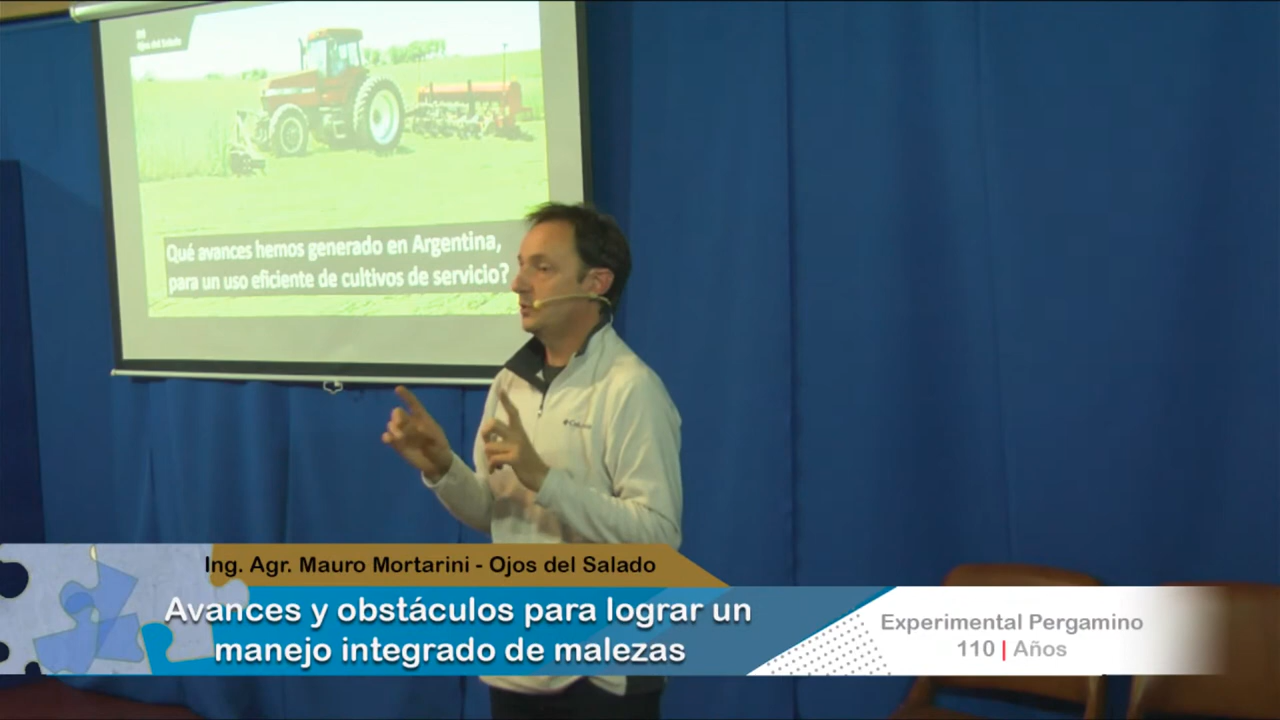 Ojos del Salado
Qué avances hemos generado en Argentina,
para un uso eficiente de cultivos de servicio?
Columbia
Ing. Agr. Mauro Mortarini - Ojos del Salado
Avances y obstáculos para lograr un
manejo integrado de malezas
Experimental Pergamino
110 | Años